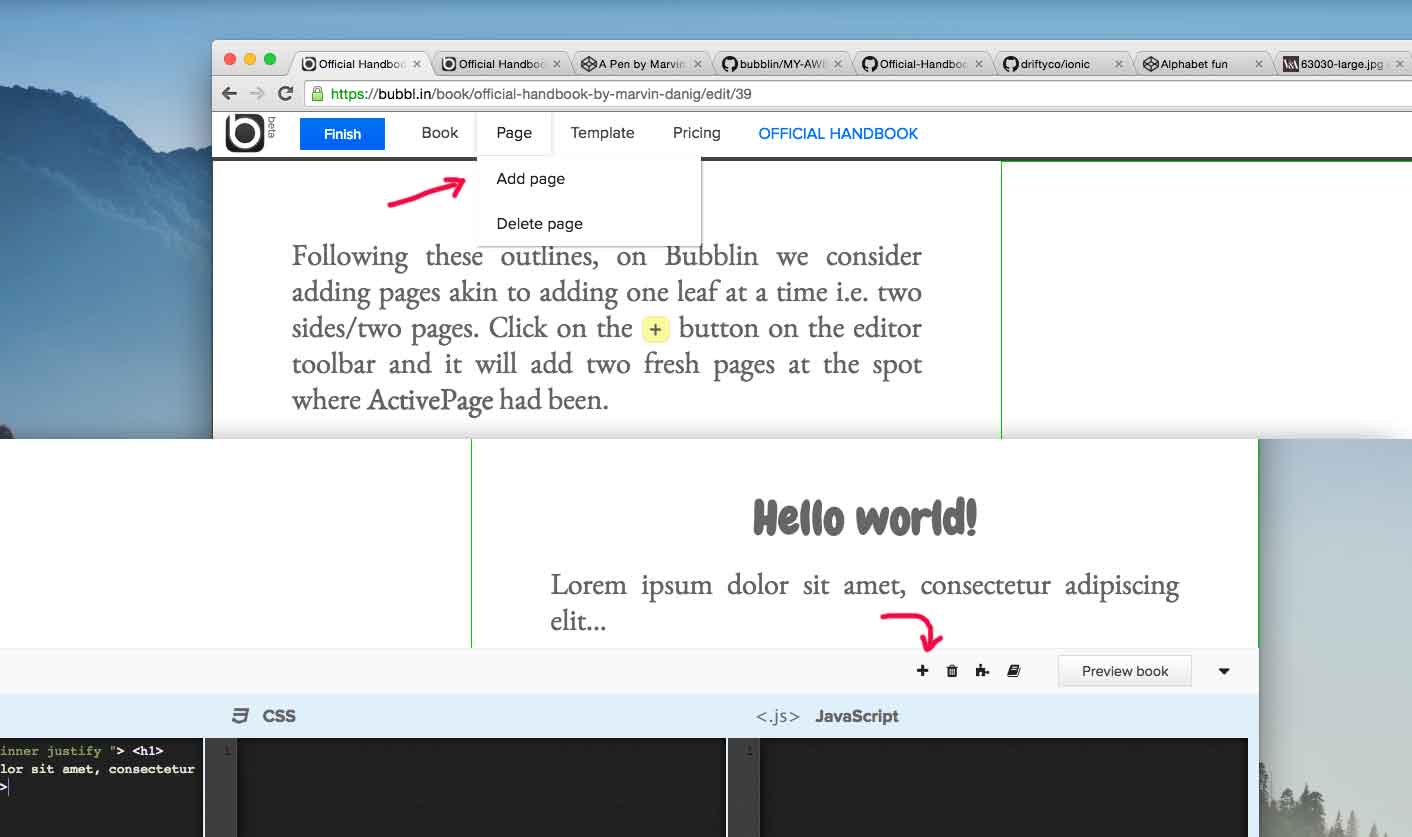 Official Handboo
Official Handboo
A Pen by Marvin
bubblin/MY-AW
Official-Handboo
driftyco/ionic
Alphabet fun
63030-large.jpg
https://bubbl.in/book/official-handbook-by-marvin-danig/edit/39
b beta
Finish Book Page Template Pricing OFFICIAL HANDBOOK
Add page
Delete page
Following these outlines, on Bubblin we consider
adding pages akin to adding one leaf at a time i.e. two
sides/two pages. Click on the + button on the editor
toolbar and it will add two fresh pages at the spot
where ActivePage had been.
Hello world!
Lorem ipsum dolor sit amet, consectetur adipiscing
elit...
Preview book
CSS
<.js> JavaScript
inner justify "> <h1>
lor sit amet, consectetur
>
1
1